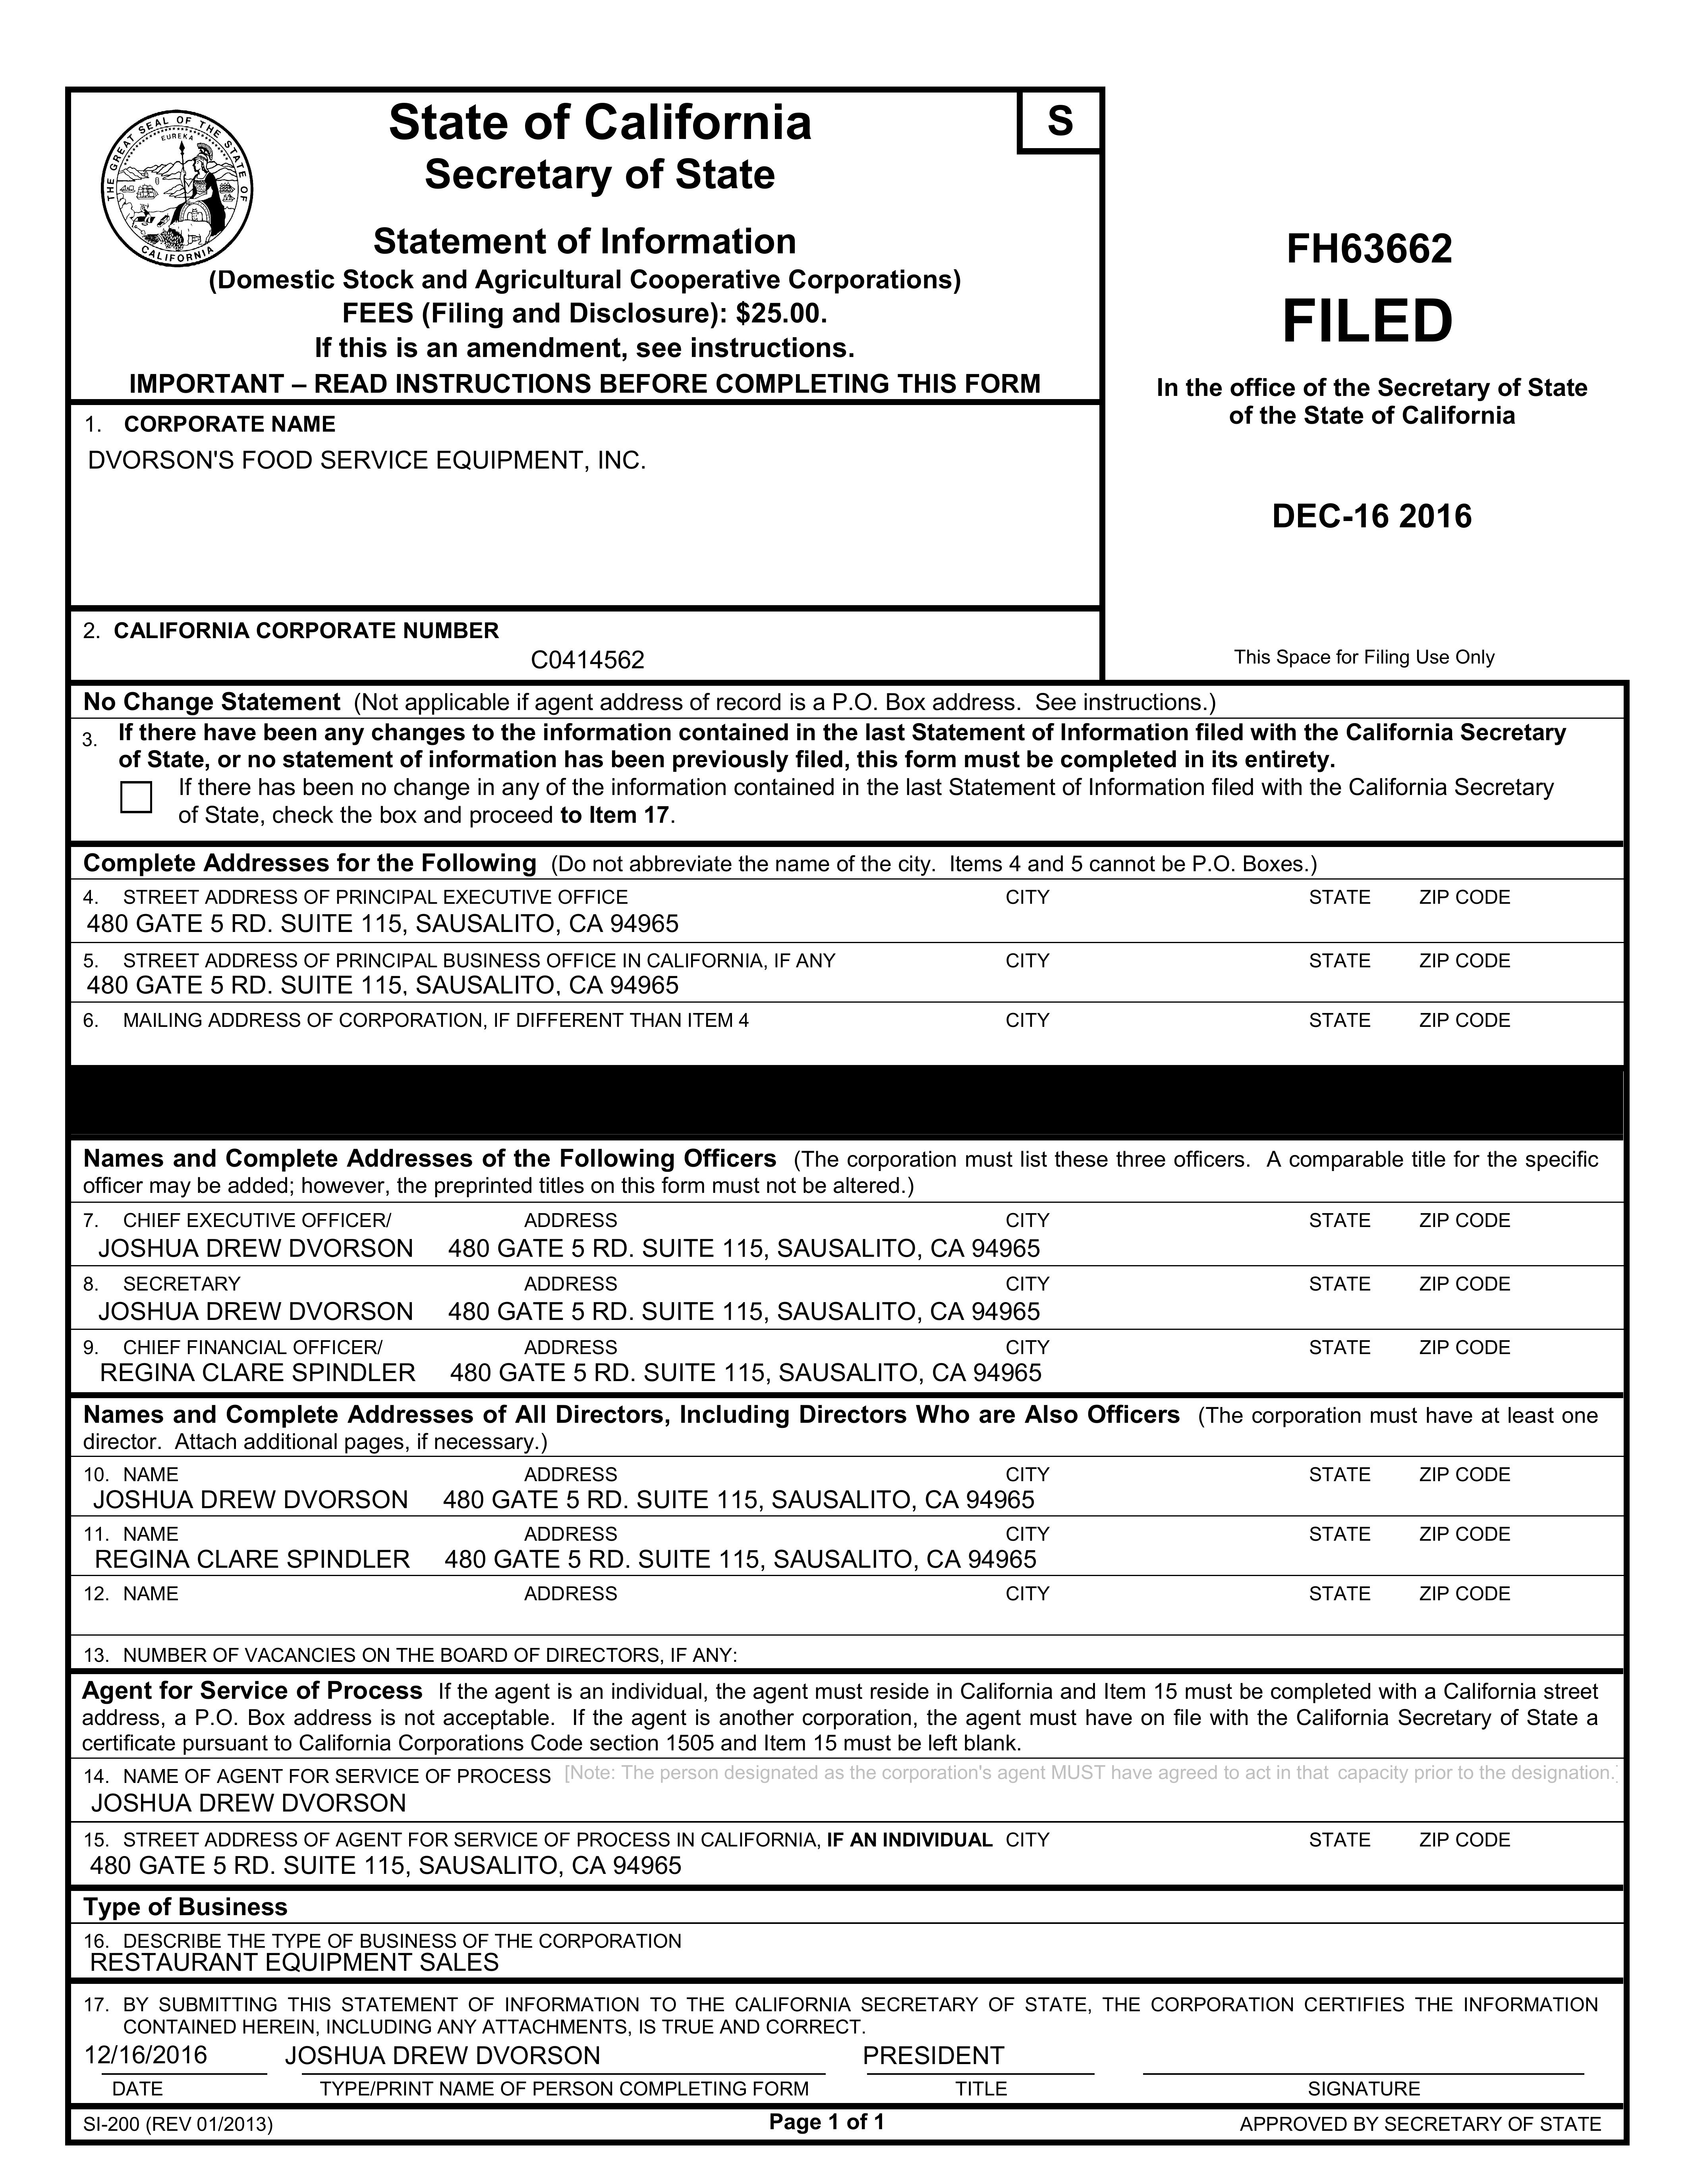 THE GREAT SEAL OF THE STATE OF CALIFORNIA
EUREKA
State of California
Secretary of State
S
Statement of Information
(Domestic Stock and Agricultural Cooperative Corporations)
FEES (Filing and Disclosure): $25.00.
If this is an amendment, see instructions.
IMPORTANT – READ INSTRUCTIONS BEFORE COMPLETING THIS FORM
FH63662
FILED
In the office of the Secretary of State
of the State of California
DEC-16 2016
1. CORPORATE NAME
DVORSON'S FOOD SERVICE EQUIPMENT, INC.
2. CALIFORNIA CORPORATE NUMBER
C0414562
This Space for Filing Use Only
No Change Statement (Not applicable if agent address of record is a P.O. Box address. See instructions.)
3. If there have been any changes to the information contained in the last Statement of Information filed with the California Secretary
of State, or no statement of information has been previously filed, this form must be completed in its entirety.
If there has been no change in any of the information contained in the last Statement of Information filed with the California Secretary
of State, check the box and proceed to Item 17.
Complete Addresses for the Following (Do not abbreviate the name of the city. Items 4 and 5 cannot be P.O. Boxes.)
4. STREET ADDRESS OF PRINCIPAL EXECUTIVE OFFICE CITY STATE ZIP CODE
480 GATE 5 RD. SUITE 115, SAUSALITO, CA 94965
5. STREET ADDRESS OF PRINCIPAL BUSINESS OFFICE IN CALIFORNIA, IF ANY CITY STATE ZIP CODE
480 GATE 5 RD. SUITE 115, SAUSALITO, CA 94965
6. MAILING ADDRESS OF CORPORATION, IF DIFFERENT THAN ITEM 4 CITY STATE ZIP CODE
Names and Complete Addresses of the Following Officers (The corporation must list these three officers. A comparable title for the specific
officer may be added; however, the preprinted titles on this form must not be altered.)
7. CHIEF EXECUTIVE OFFICER/ ADDRESS CITY STATE ZIP CODE
JOSHUA DREW DVORSON 480 GATE 5 RD. SUITE 115, SAUSALITO, CA 94965
8. SECRETARY ADDRESS CITY STATE ZIP CODE
JOSHUA DREW DVORSON 480 GATE 5 RD. SUITE 115, SAUSALITO, CA 94965
9. CHIEF FINANCIAL OFFICER/ ADDRESS CITY STATE ZIP CODE
REGINA CLARE SPINDLER 480 GATE 5 RD. SUITE 115, SAUSALITO, CA 94965
Names and Complete Addresses of All Directors, Including Directors Who are Also Officers (The corporation must have at least one
director. Attach additional pages, if necessary.)
10. NAME ADDRESS CITY STATE ZIP CODE
JOSHUA DREW DVORSON 480 GATE 5 RD. SUITE 115, SAUSALITO, CA 94965
11. NAME ADDRESS CITY STATE ZIP CODE
REGINA CLARE SPINDLER 480 GATE 5 RD. SUITE 115, SAUSALITO, CA 94965
12. NAME ADDRESS CITY STATE ZIP CODE
13. NUMBER OF VACANCIES ON THE BOARD OF DIRECTORS, IF ANY:
Agent for Service of Process If the agent is an individual, the agent must reside in California and Item 15 must be completed with a California street
address, a P.O. Box address is not acceptable. If the agent is another corporation, the agent must have on file with the California Secretary of State a
certificate pursuant to California Corporations Code section 1505 and Item 15 must be left blank.
14. NAME OF AGENT FOR SERVICE OF PROCESS [Note: The person designated as the corporation's agent MUST have agreed to act in that capacity prior to the designation.]
JOSHUA DREW DVORSON
15. STREET ADDRESS OF AGENT FOR SERVICE OF PROCESS IN CALIFORNIA, IF AN INDIVIDUAL CITY STATE ZIP CODE
480 GATE 5 RD. SUITE 115, SAUSALITO, CA 94965
Type of Business
16. DESCRIBE THE TYPE OF BUSINESS OF THE CORPORATION
RESTAURANT EQUIPMENT SALES
17. BY SUBMITTING THIS STATEMENT OF INFORMATION TO THE CALIFORNIA SECRETARY OF STATE, THE CORPORATION CERTIFIES THE INFORMATION
CONTAINED HEREIN, INCLUDING ANY ATTACHMENTS, IS TRUE AND CORRECT.
12/16/2016 JOSHUA DREW DVORSON PRESIDENT
DATE TYPE/PRINT NAME OF PERSON COMPLETING FORM TITLE SIGNATURE
SI-200 (REV 01/2013) Page 1 of 1 APPROVED BY SECRETARY OF STATE